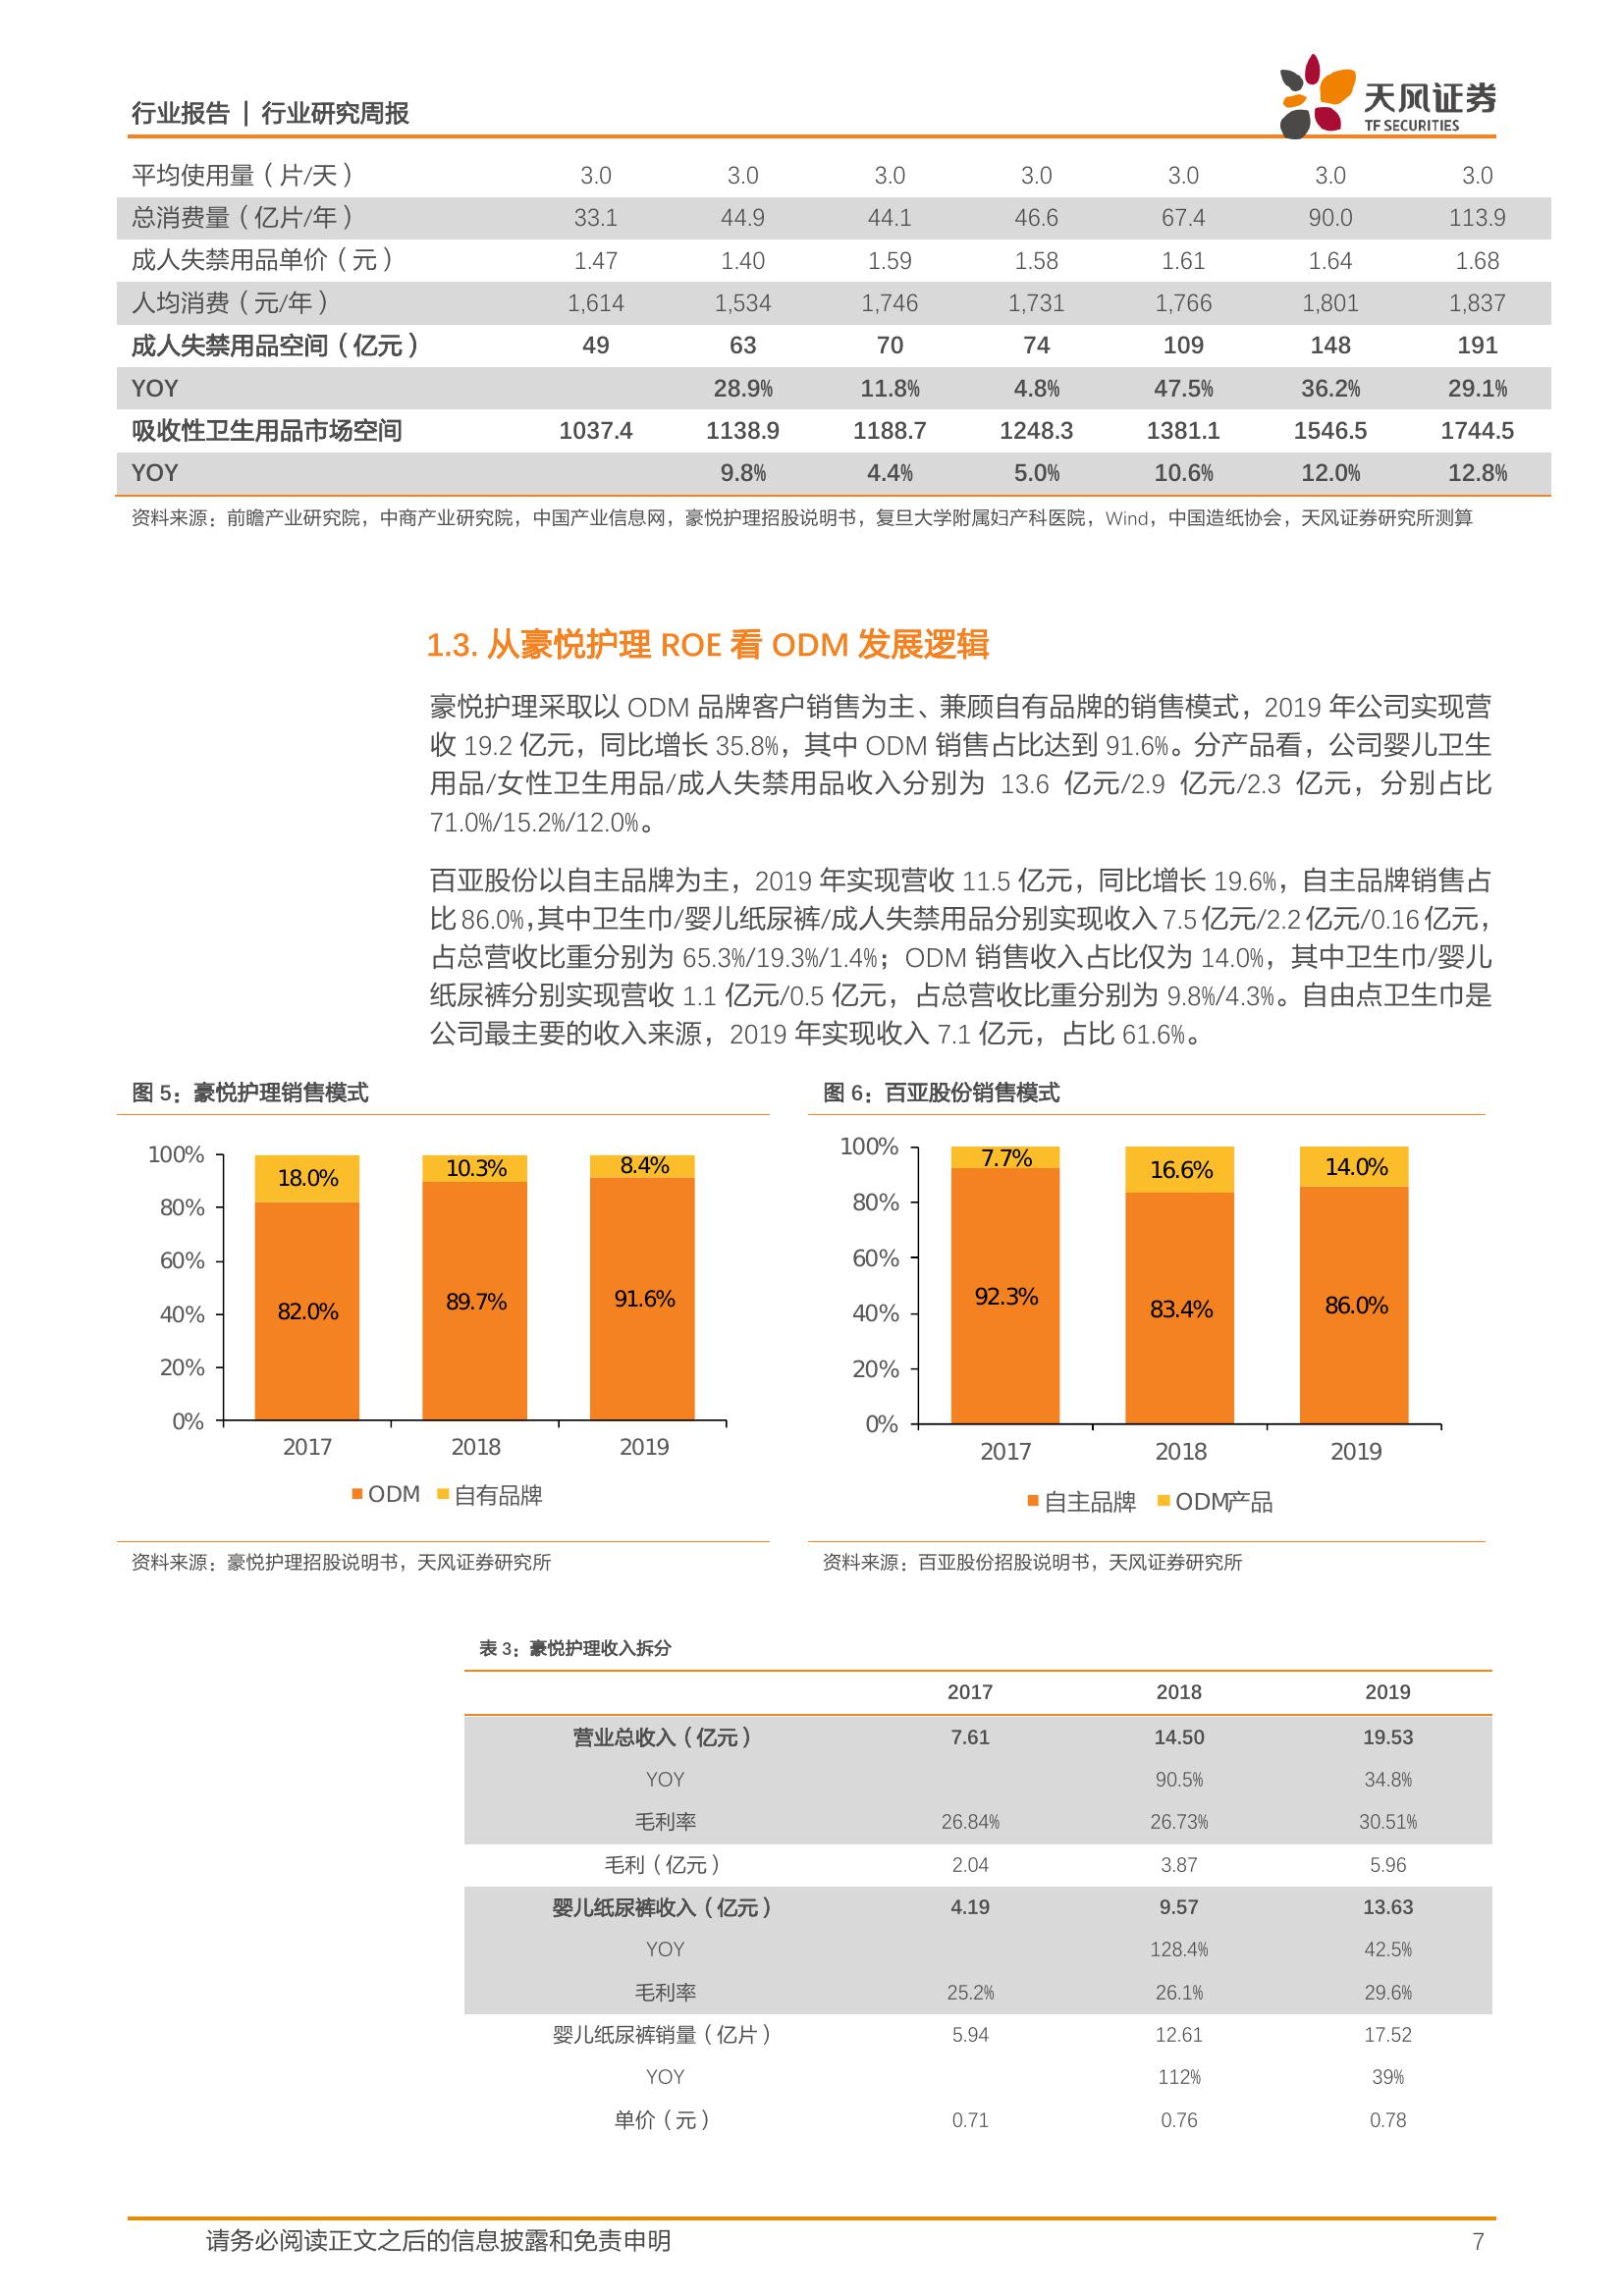 行业报告 | 行业研究周报
天风证券
TF SECURITIES
平均使用量（片/天） 3.0 3.0 3.0 3.0 3.0 3.0 3.0
总消费量（亿片/年） 33.1 44.9 44.1 46.6 67.4 90.0 113.9
成人失禁用品单价（元） 1.47 1.40 1.59 1.58 1.61 1.64 1.68
人均消费（元/年） 1,614 1,534 1,746 1,731 1,766 1,801 1,837
成人失禁用品空间（亿元） 49 63 70 74 109 148 191
YOY 28.9% 11.8% 4.8% 47.5% 36.2% 29.1%
吸收性卫生用品市场空间 1037.4 1138.9 1188.7 1248.3 1381.1 1546.5 1744.5
YOY 9.8% 4.4% 5.0% 10.6% 12.0% 12.8%
资料来源：前瞻产业研究院，中商产业研究院，中国产业信息网，豪悦护理招股说明书，复旦大学附属妇产科医院，Wind，中国造纸协会，天风证券研究所测算
1.3. 从豪悦护理 ROE 看 ODM 发展逻辑
豪悦护理采取以 ODM 品牌客户销售为主、兼顾自有品牌的销售模式，2019 年公司实现营
收 19.2 亿元，同比增长 35.8%，其中 ODM 销售占比达到 91.6%。分产品看，公司婴儿卫生
用品/女性卫生用品/成人失禁用品收入分别为 13.6 亿元/2.9 亿元/2.3 亿元，分别占比
71.0%/15.2%/12.0%。
百亚股份以自主品牌为主，2019 年实现营收 11.5 亿元，同比增长 19.6%，自主品牌销售占
比 86.0%，其中卫生巾/婴儿纸尿裤/成人失禁用品分别实现收入 7.5 亿元/2.2 亿元/0.16 亿元，
占总营收比重分别为 65.3%/19.3%/1.4%；ODM 销售收入占比仅为 14.0%，其中卫生巾/婴儿
纸尿裤分别实现营收 1.1 亿元/0.5 亿元，占总营收比重分别为 9.8%/4.3%。自由点卫生巾是
公司最主要的收入来源，2019 年实现收入 7.1 亿元，占比 61.6%。
图 5：豪悦护理销售模式
100%
80%
60%
40%
20%
0%
18.0% 10.3% 8.4%
82.0% 89.7% 91.6%
2017 2018 2019
ODM 自有品牌
资料来源：豪悦护理招股说明书，天风证券研究所
图 6：百亚股份销售模式
100%
80%
60%
40%
20%
0%
7.7% 16.6% 14.0%
92.3% 83.4% 86.0%
2017 2018 2019
自主品牌 ODM产品
资料来源：百亚股份招股说明书，天风证券研究所
表 3：豪悦护理收入拆分
2017 2018 2019
营业总收入（亿元） 7.61 14.50 19.53
YOY 90.5% 34.8%
毛利率 26.84% 26.73% 30.51%
毛利（亿元） 2.04 3.87 5.96
婴儿纸尿裤收入（亿元） 4.19 9.57 13.63
YOY 128.4% 42.5%
毛利率 25.2% 26.1% 29.6%
婴儿纸尿裤销量（亿片） 5.94 12.61 17.52
YOY 112% 39%
单价（元） 0.71 0.76 0.78
请务必阅读正文之后的信息披露和免责申明 7